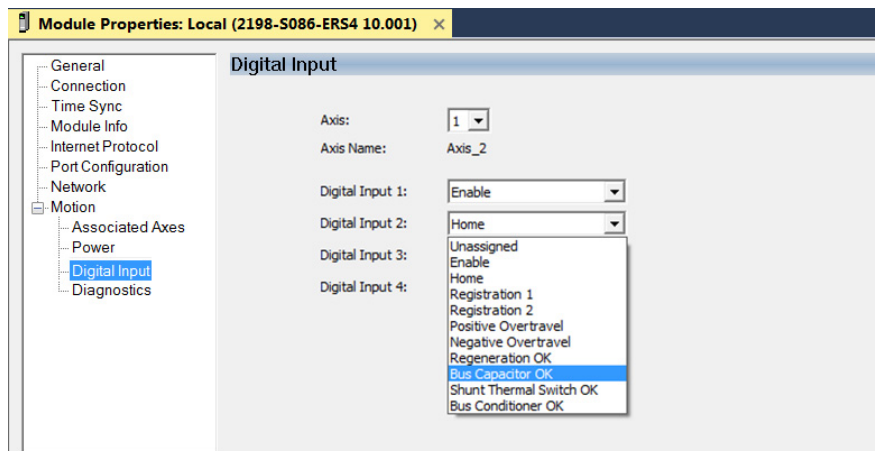 Module Properties: Local (2198-S086-ERS4 10.001) ×
General
Connection
Time Sync
Module Info
Internet Protocol
Port Configuration
Network
Motion
Associated Axes
Power
Digital Input
Diagnostics
Digital Input
Axis: 1
Axis Name: Axis_2
Digital Input 1: Enable
Digital Input 2: Home
Digital Input 3:
Digital Input 4:
Unassigned
Enable
Home
Registration 1
Registration 2
Positive Overtravel
Negative Overtravel
Regeneration OK
Bus Capacitor OK
Shunt Thermal Switch OK
Bus Conditioner OK